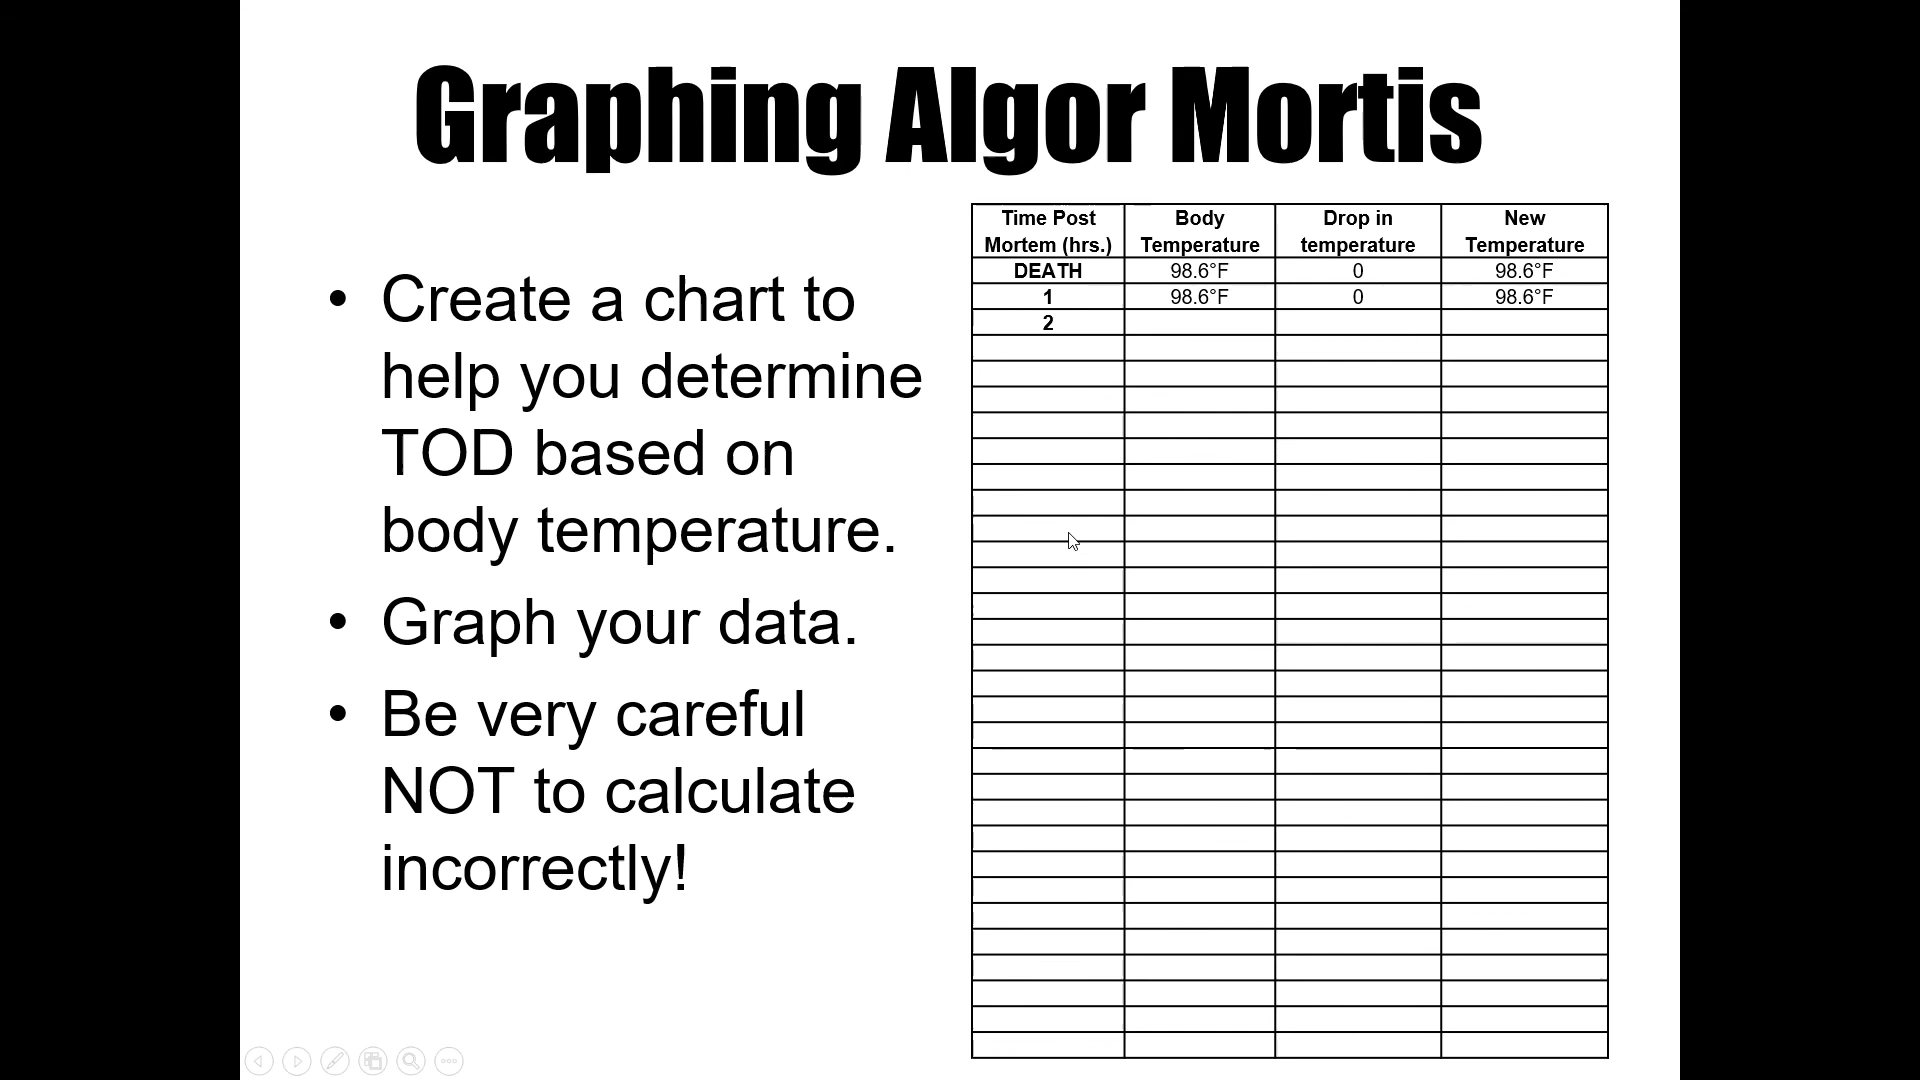 Graphing Algor Mortis
• Create a chart to
help you determine
TOD based on
body temperature.
• Graph your data.
• Be very careful
NOT to calculate
incorrectly!
Time Post Mortem (hrs.) Body Temperature Drop in temperature New Temperature
DEATH 98.6°F 0 98.6°F
1 98.6°F 0 98.6°F
2